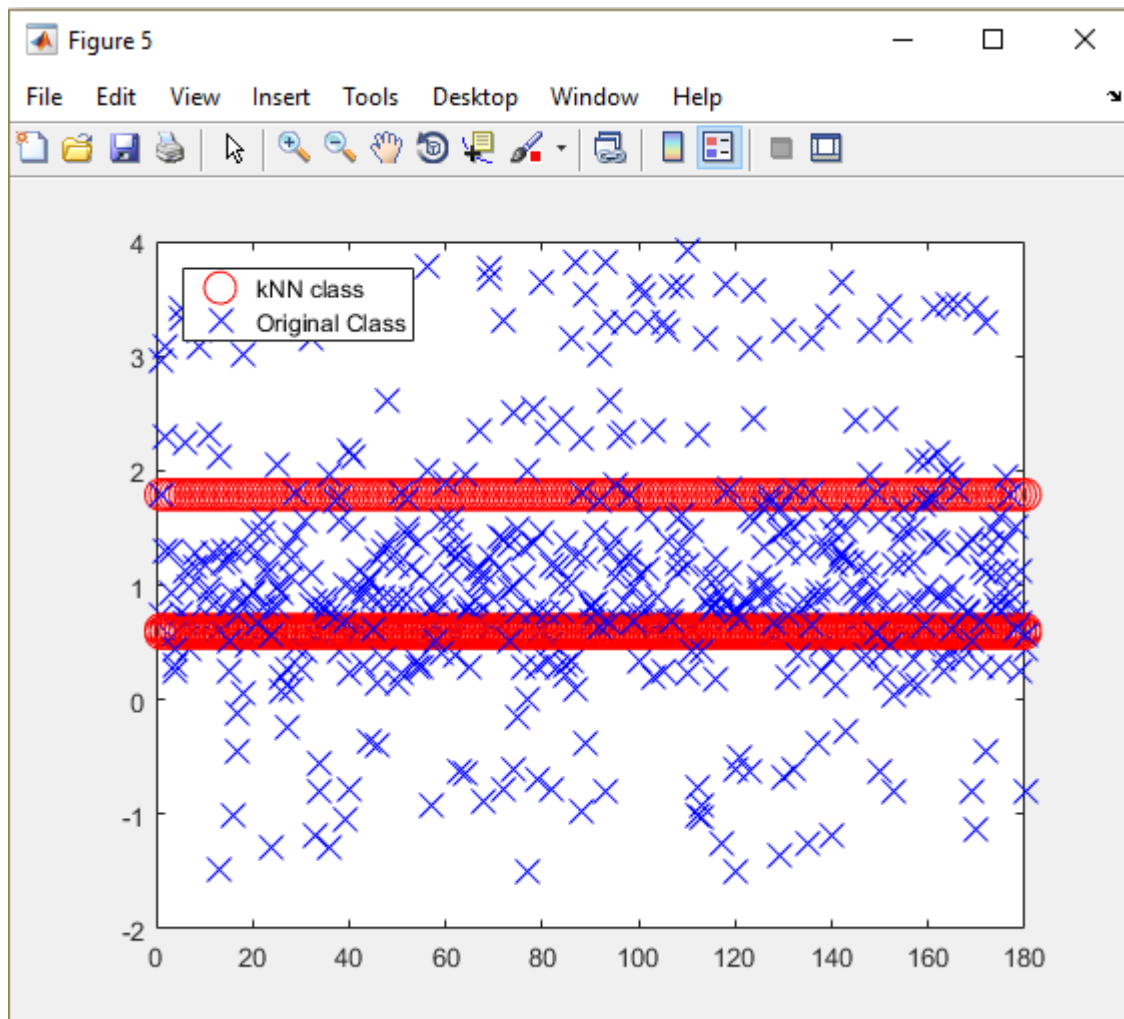 Figure 5
File Edit View Insert Tools Desktop Window Help
4
kNN class
Original Class
3
2
1
0
-1
-2
0 20 40 60 80 100 120 140 160 180